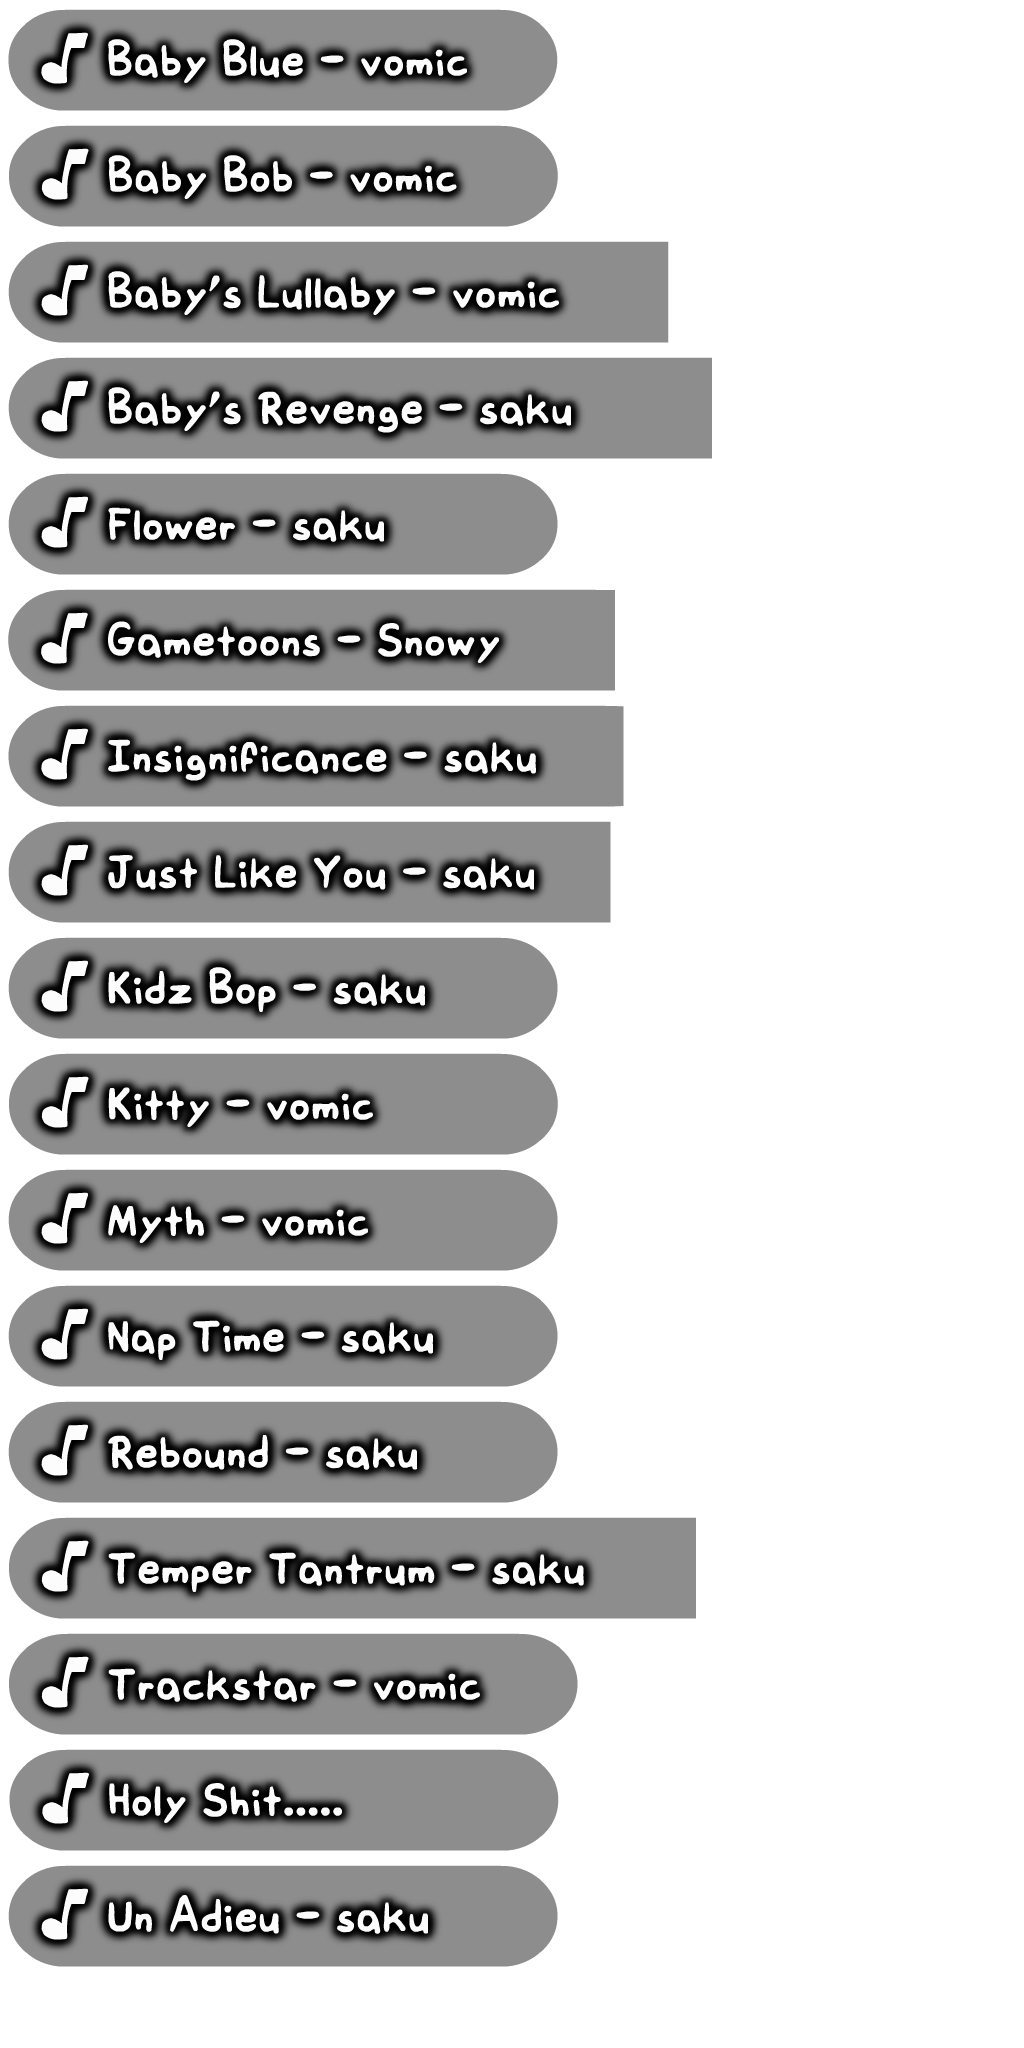 Baby Blue - vomic
Baby Bob - vomic
Baby's Lullaby - vomic
Baby's Revenge - saku
Flower - saku
Gametoons - Snowy
Insignificance - saku
Just Like You - saku
Kidz Bop - saku
Kitty - vomic
Myth - vomic
Nap Time - saku
Rebound - saku
Temper Tantrum - saku
Trackstar - vomic
Holy Shit.....
Un Adieu - saku